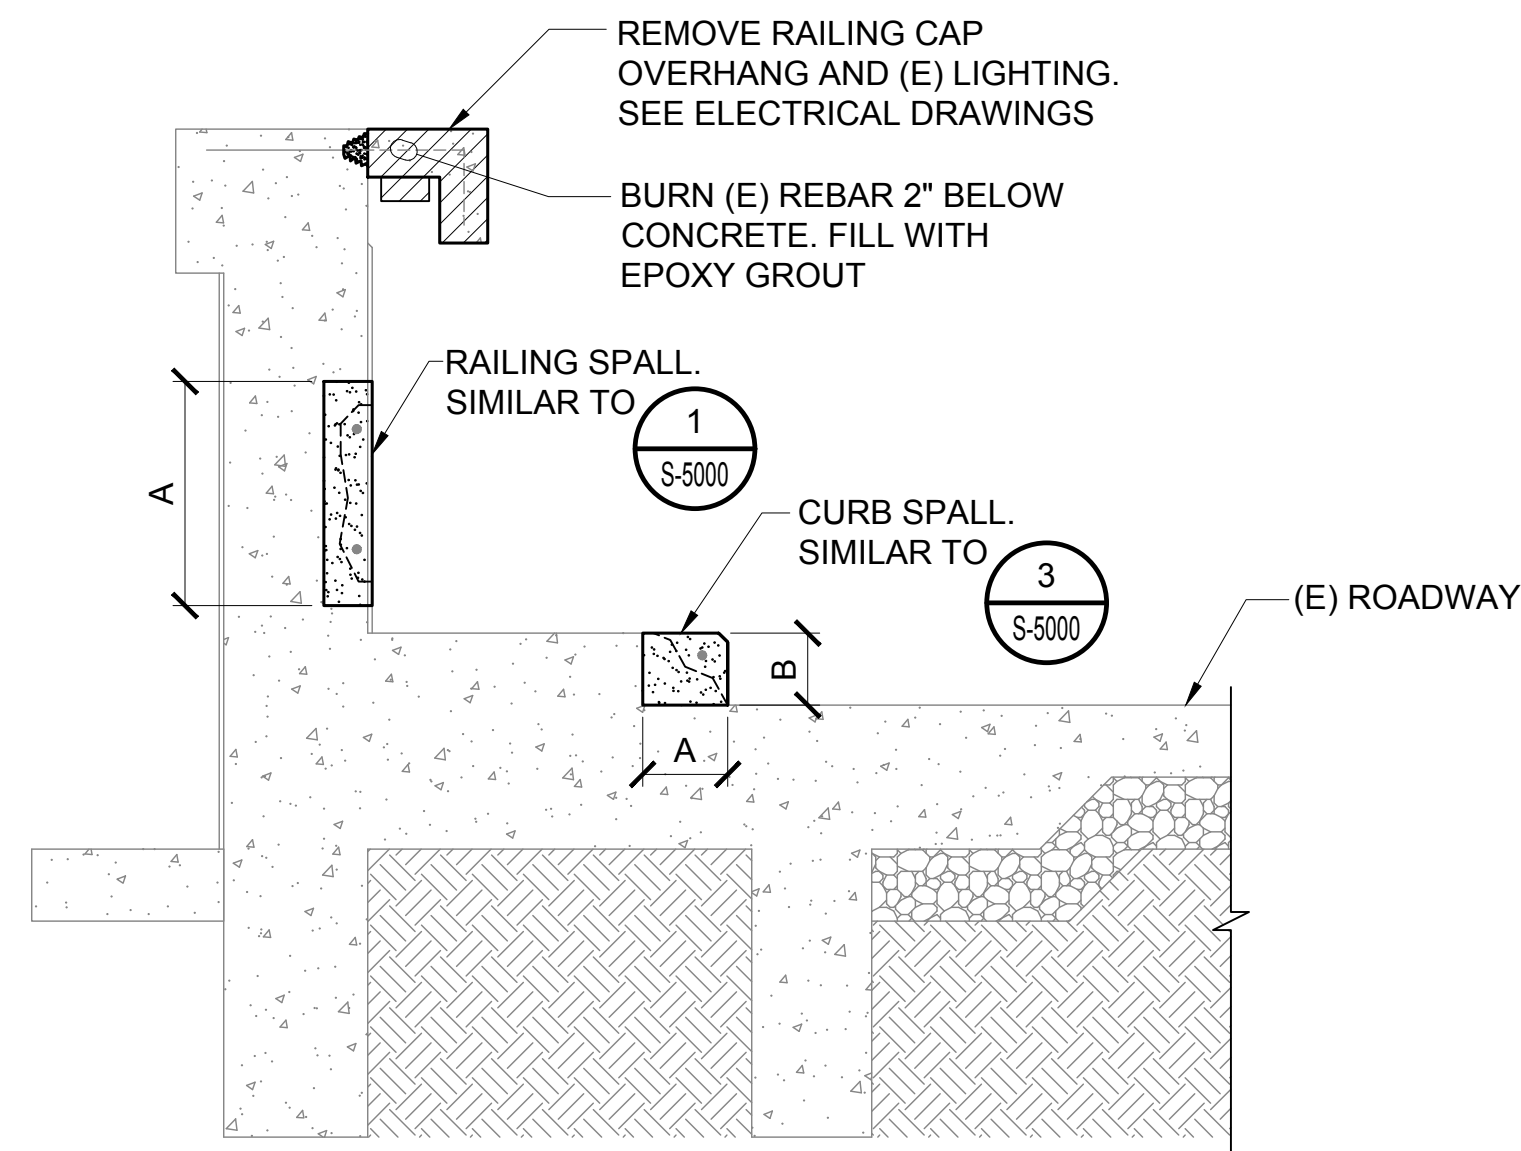 REMOVE RAILING CAP
OVERHANG AND (E) LIGHTING.
SEE ELECTRICAL DRAWINGS
BURN (E) REBAR 2" BELOW
CONCRETE. FILL WITH
EPOXY GROUT
RAILING SPALL.
SIMILAR TO
1
S-5000
A
CURB SPALL.
SIMILAR TO
3
S-5000
(E) ROADWAY
B
A